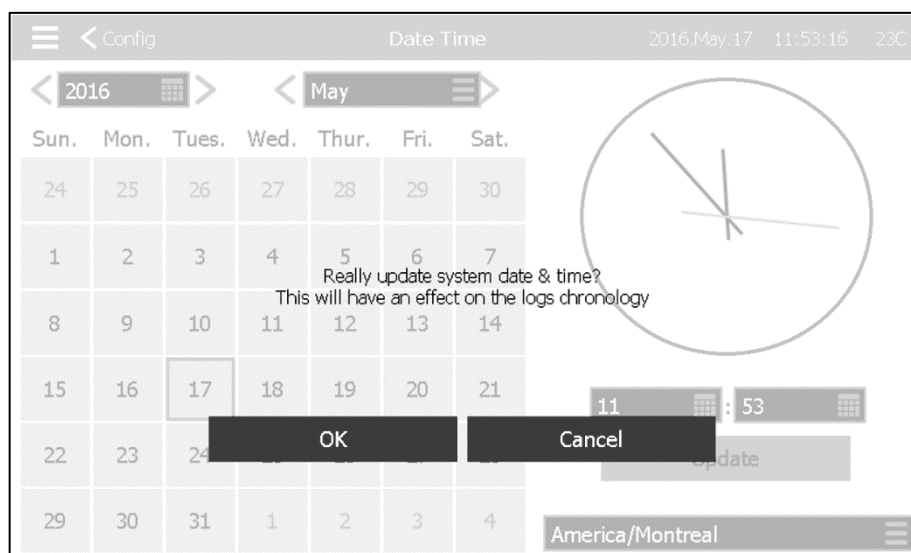 Config Date Time 2016.May.17 11:53:16 23C
2016 May
Sun. Mon. Tues. Wed. Thur. Fri. Sat.
24 25 26 27 28 29 30
1 2 3 4 5 6 7
Really update system date & time?
This will have an effect on the logs chronology
8 9 10 11 12 13 14
15 16 17 18 19 20 21
11 : 53
OK Cancel
22 23 24
Update
29 30 31 1 2 3 4
America/Montreal